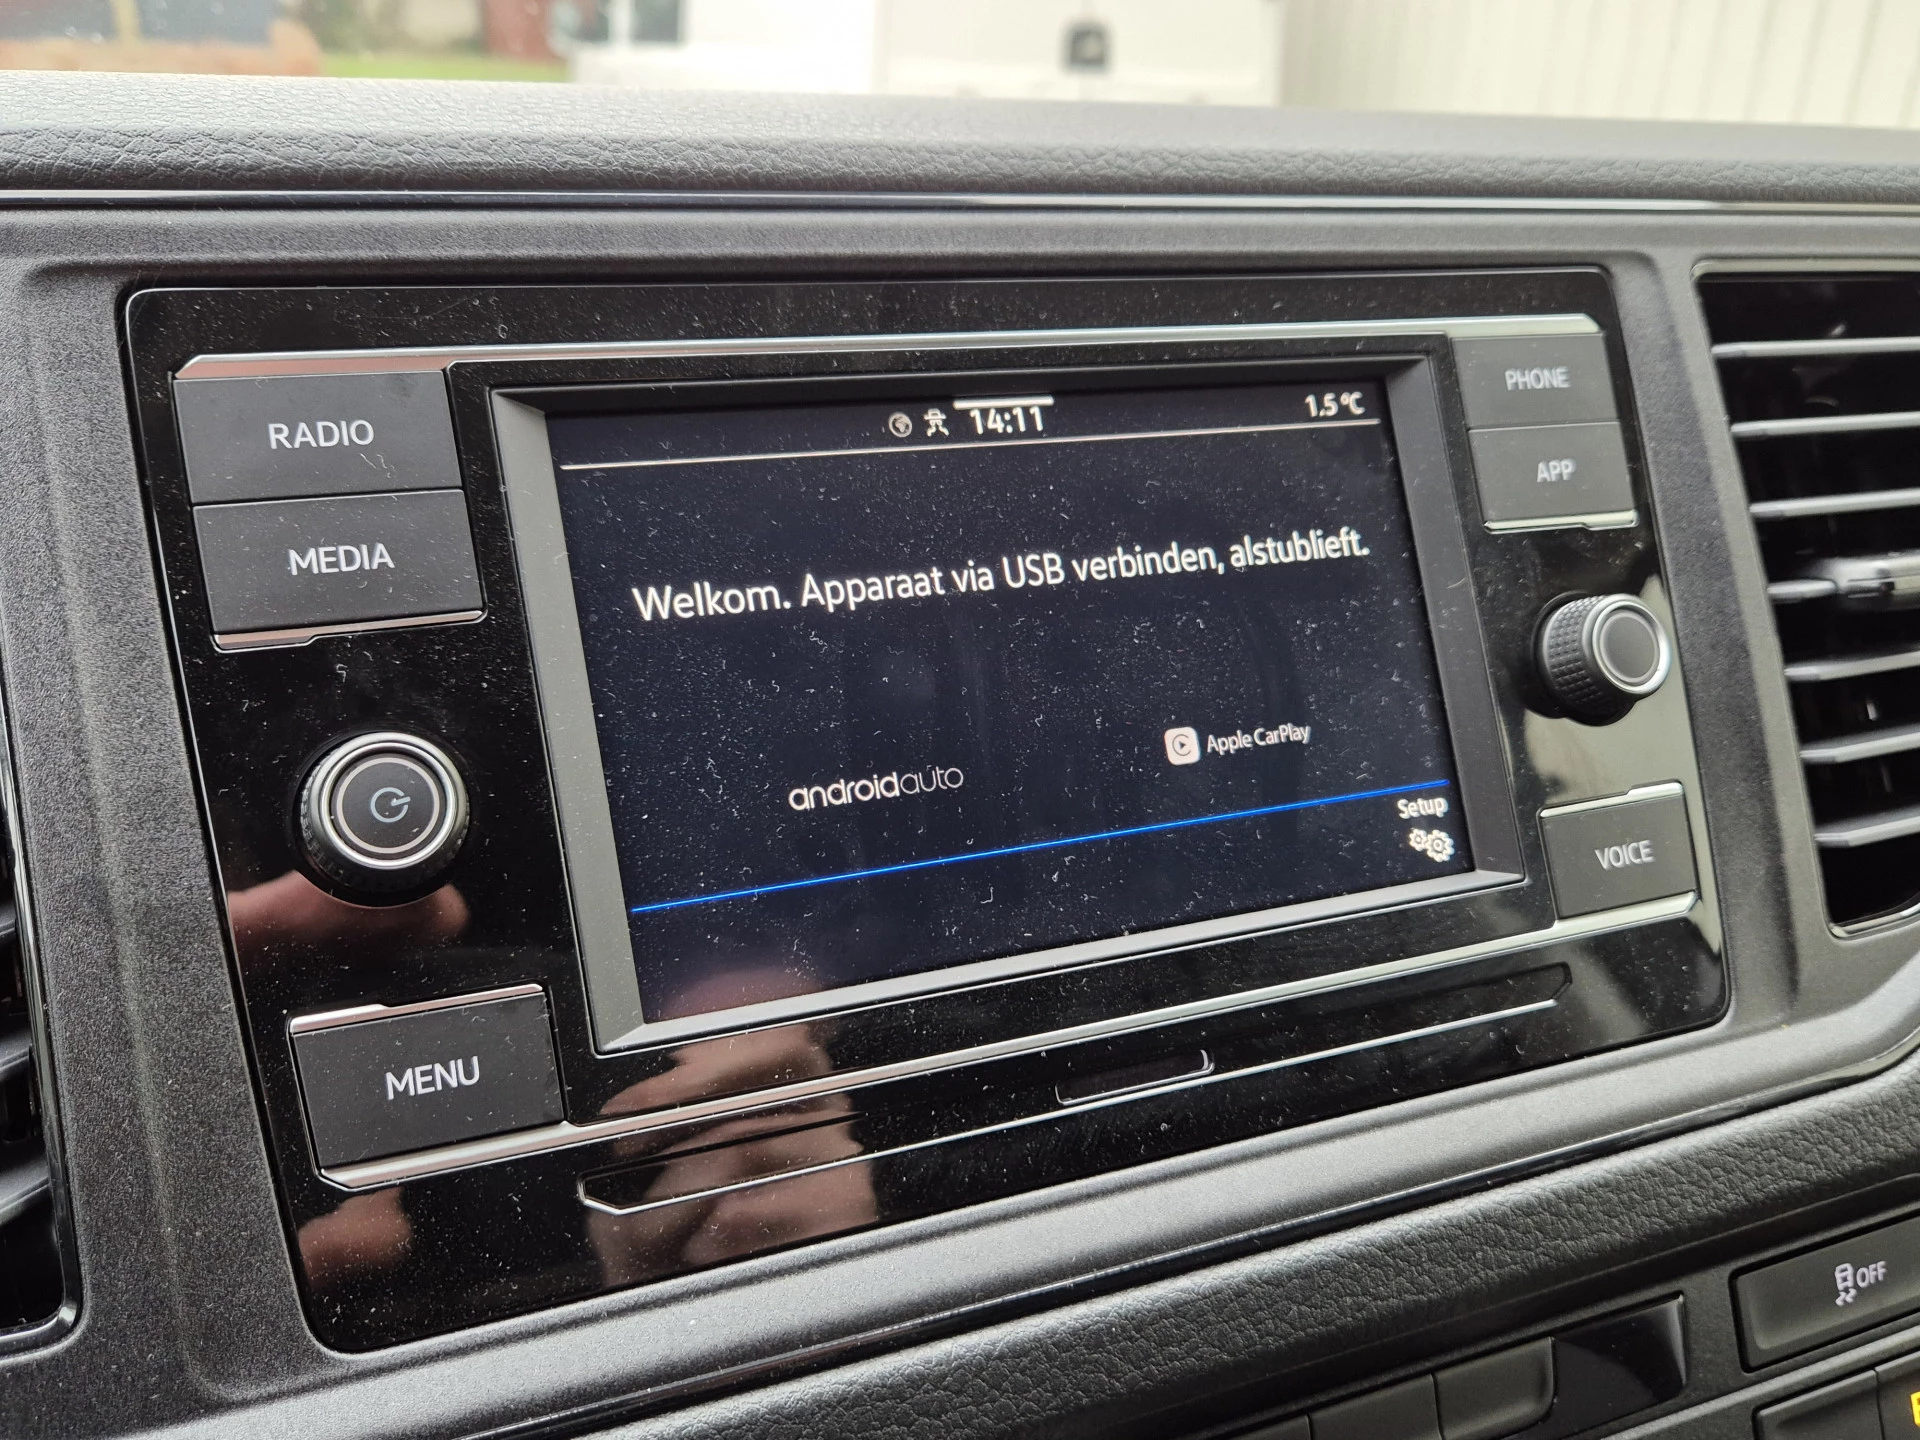 RADIO
MEDIA
MENU
14:11
1.5 °C
Welkom. Apparaat via USB verbinden, alstublieft.
androidauto
Apple CarPlay
Setup
PHONE
APP
VOICE
OFF